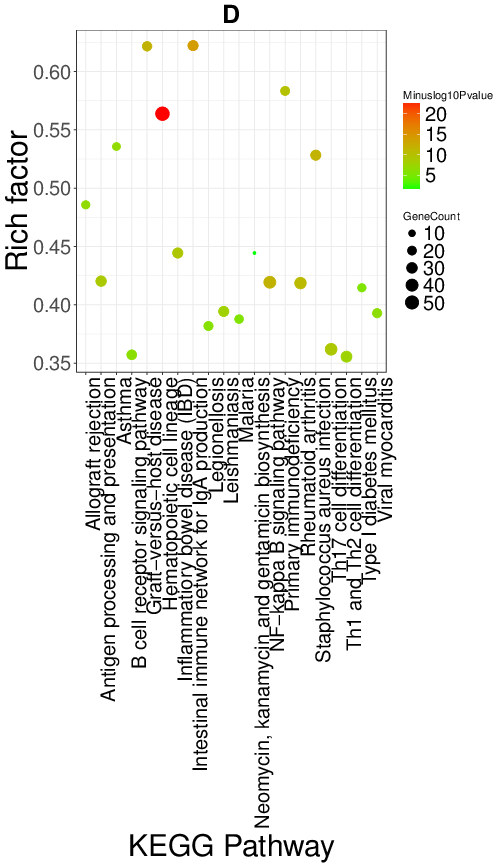 D
Rich factor
0.60
0.55
0.50
0.45
0.40
0.35
Minuslog10Pvalue
20
15
10
5
GeneCount
10
20
30
40
50
Allograft rejection
Antigen processing and presentation
Asthma
B cell receptor signaling pathway
Graft−versus−host disease
Hematopoietic cell lineage
Inflammatory bowel disease (IBD)
Intestinal immune network for IgA production
Legionellosis
Leishmaniasis
Malaria
Neomycin, kanamycin and gentamicin biosynthesis
NF−kappa B signaling pathway
Primary immunodeficiency
Rheumatoid arthritis
Staphylococcus aureus infection
Th17 cell differentiation
Th1 and Th2 cell differentiation
Type I diabetes mellitus
Viral myocarditis
KEGG Pathway